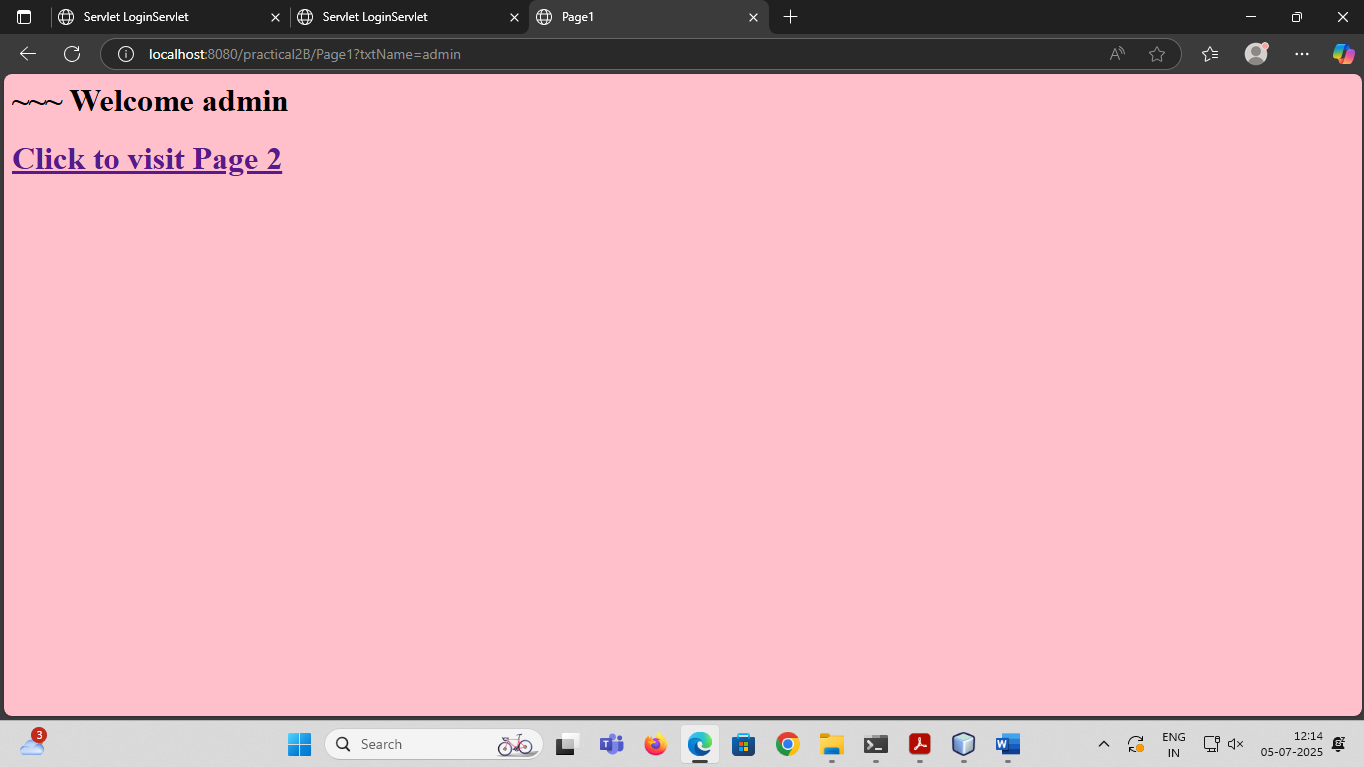 Servlet LoginServlet
Servlet LoginServlet
Page1
localhost:8080/practical2B/Page1?txtName=admin
~~~ Welcome admin
Click to visit Page 2
3
Search
ENG
IN
12:14
05-07-2025